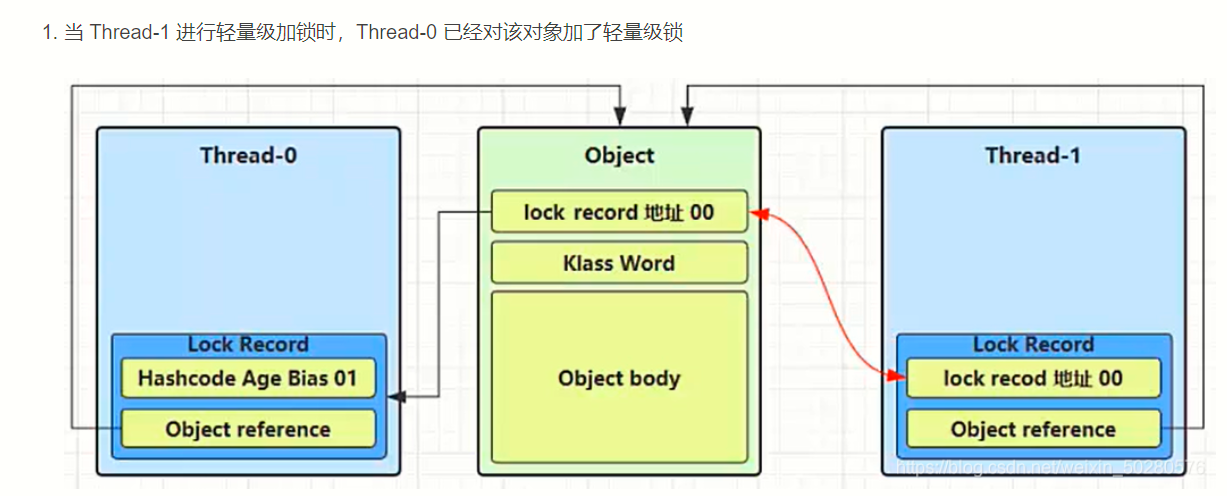 1. 当 Thread-1 进行轻量级加锁时，Thread-0 已经对该对象加了轻量级锁
Thread-0
Object
Thread-1
lock record 地址 00
Klass Word
Object body
Lock Record
Hashcode Age Bias 01
Object reference
Lock Record
lock recod 地址 00
Object reference
https://blog.csdn.net/weixin_50280576